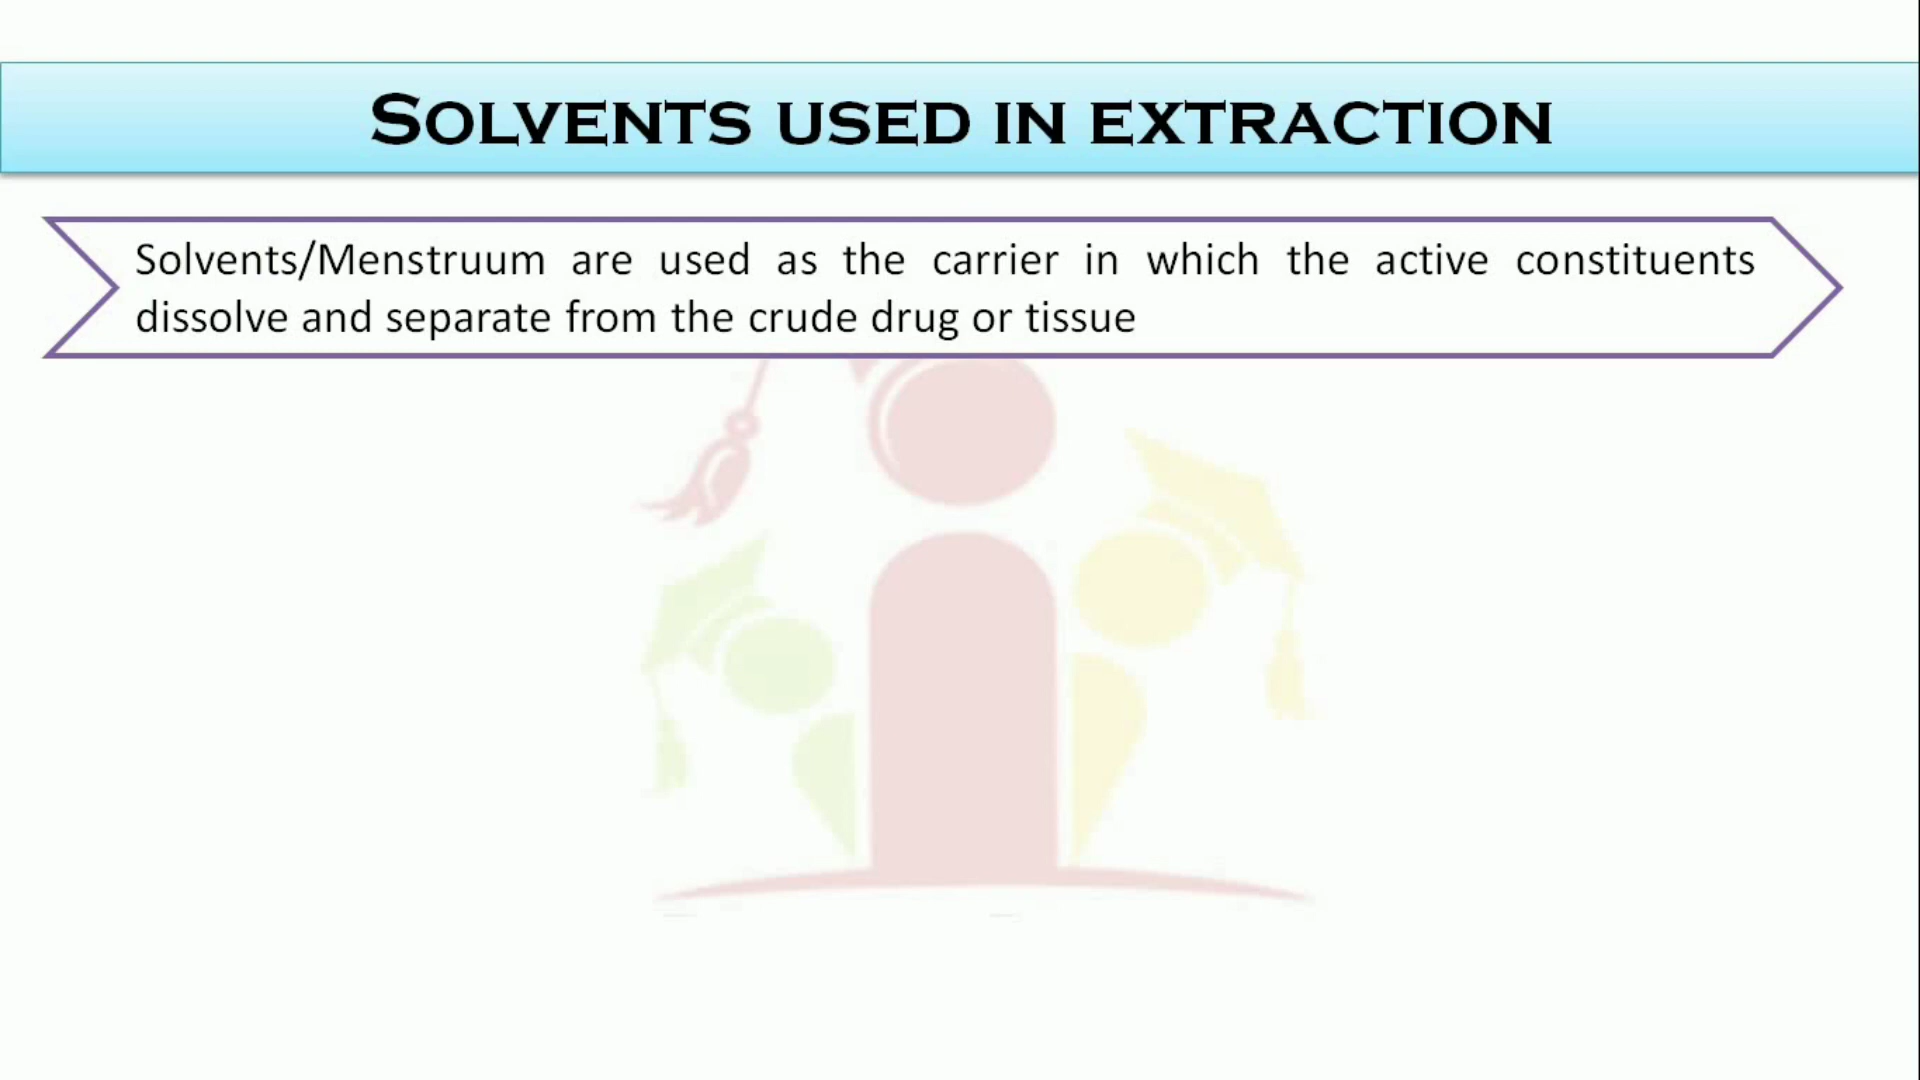 SOLVENTS USED IN EXTRACTION
Solvents/Menstruum are used as the carrier in which the active constituents
dissolve and separate from the crude drug or tissue